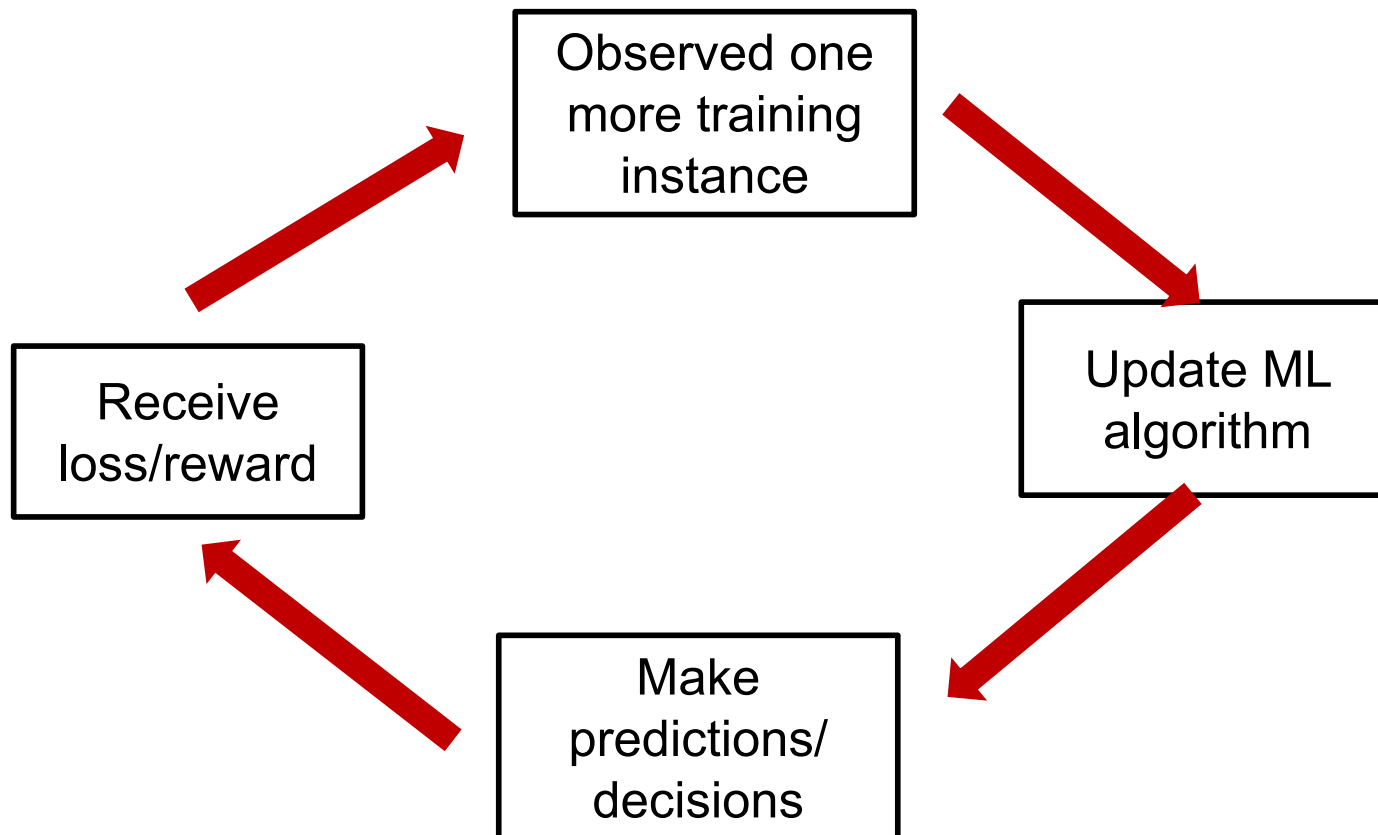 Observed one
more training
instance
Update ML
algorithm
Make
predictions/
decisions
Receive
loss/reward